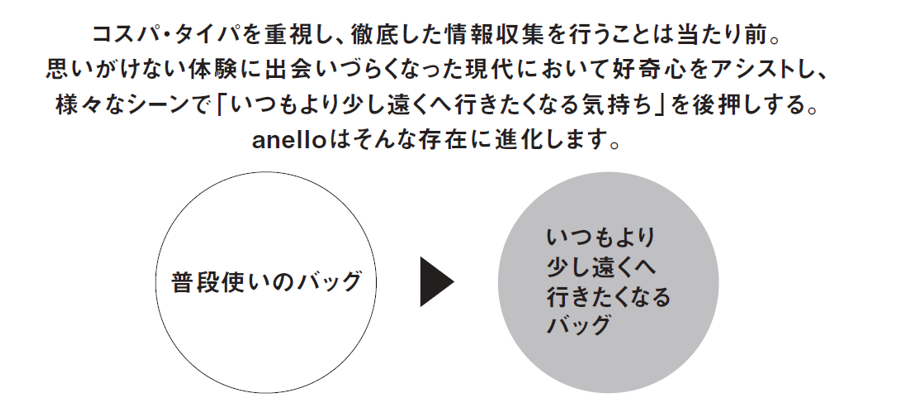 コスパ・タイパを重視し、徹底した情報収集を行うことは当たり前。
思いがけない体験に出会いづらくなった現代において好奇心をアシストし、
様々なシーンで「いつもより少し遠くへ行きたくなる気持ち」を後押しする。
anelloはそんな存在に進化します。
普段使いのバッグ
いつもより
少し遠くへ
行きたくなる
バッグ